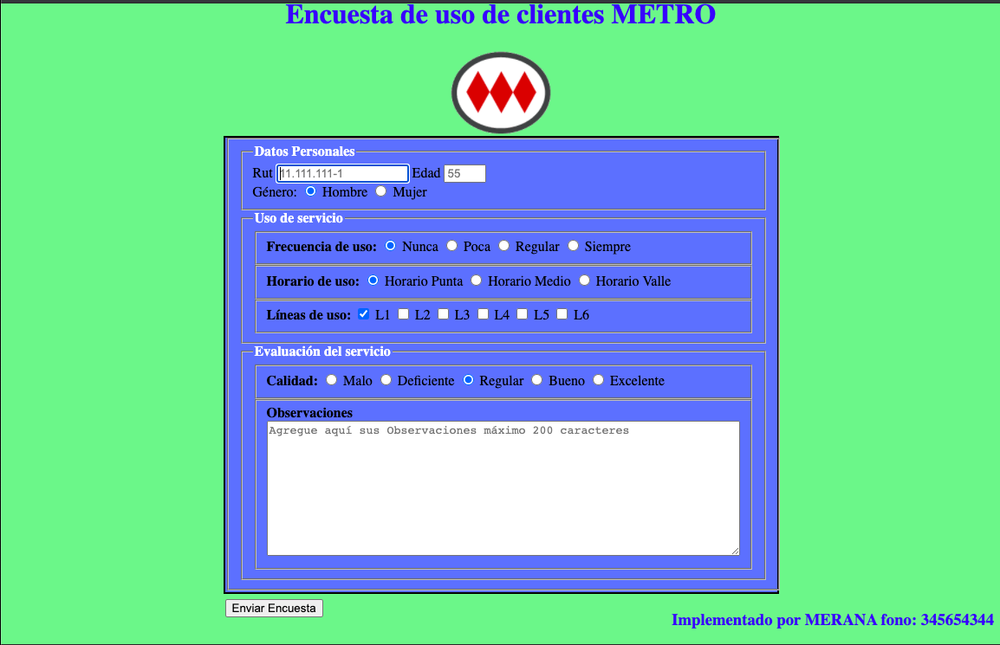 Encuesta de uso de clientes METRO
Datos Personales
Rut 11.111.111-1 Edad 55
Género: Hombre Mujer
Uso de servicio
Frecuencia de uso: Nunca Poca Regular Siempre
Horario de uso: Horario Punta Horario Medio Horario Valle
Líneas de uso: L1 L2 L3 L4 L5 L6
Evaluación del servicio
Calidad: Malo Deficiente Regular Bueno Excelente
Observaciones
Agregue aquí sus Observaciones máximo 200 caracteres
Enviar Encuesta
Implementado por MERANA fono: 345654344